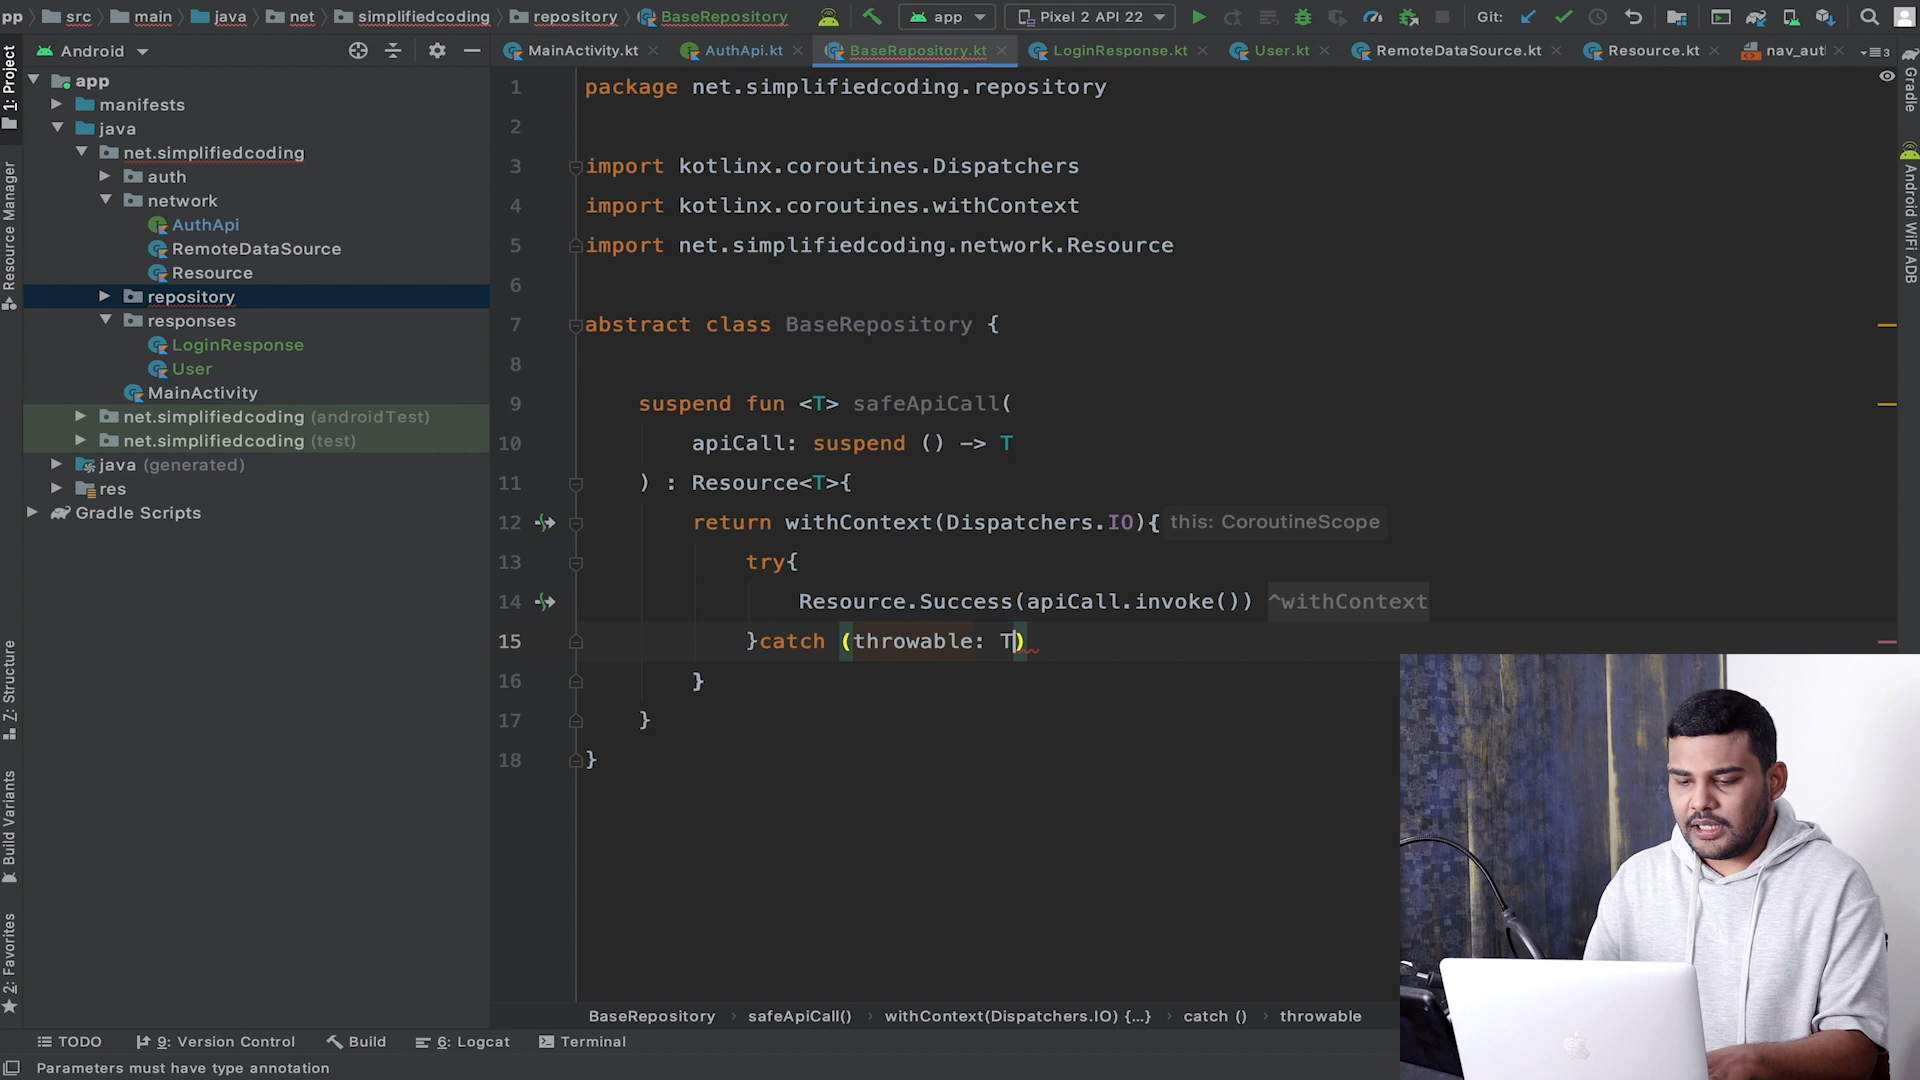 pp src main java net simplifiedcoding repository BaseRepository app Pixel 2 API 22 Git:
Android
MainActivity.kt AuthApi.kt BaseRepository.kt LoginResponse.kt User.kt RemoteDataSource.kt Resource.kt nav_aut 3
1: Project
Resource Manager
Z: Structure
Build Variants
2: Favorites
app
manifests
java
net.simplifiedcoding
auth
network
AuthApi
RemoteDataSource
Resource
repository
responses
LoginResponse
User
MainActivity
net.simplifiedcoding (androidTest)
net.simplifiedcoding (test)
java (generated)
res
Gradle Scripts
1 package net.simplifiedcoding.repository
2
3 import kotlinx.coroutines.Dispatchers
4 import kotlinx.coroutines.withContext
5 import net.simplifiedcoding.network.Resource
6
7 abstract class BaseRepository {
8
9 suspend fun <T> safeApiCall(
10 apiCall: suspend () -> T
11 ) : Resource<T>{
12 return withContext(Dispatchers.IO){ this: CoroutineScope
13 try{
14 Resource.Success(apiCall.invoke()) ^withContext
15 }catch (throwable: T)
16 }
17 }
18 }
Gradle
Android WiFi ADB
BaseRepository › safeApiCall() › withContext(Dispatchers.IO) {...} › catch () › throwable
TODO 9: Version Control Build 6: Logcat Terminal
Parameters must have type annotation